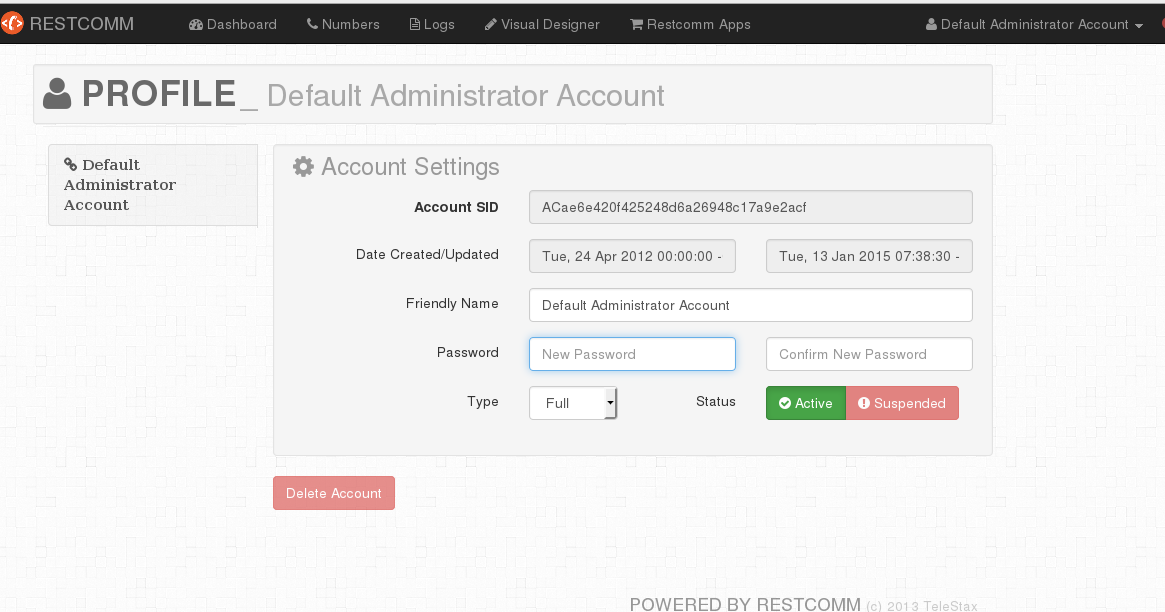 RESTCOMM Dashboard Numbers Logs Visual Designer Restcomm Apps Default Administrator Account
PROFILE_ Default Administrator Account
Default
Administrator
Account
Account Settings
Account SID ACae6e420f425248d6a26948c17a9e2acf
Date Created/Updated Tue, 24 Apr 2012 00:00:00 - Tue, 13 Jan 2015 07:38:30 -
Friendly Name Default Administrator Account
Password New Password Confirm New Password
Type Full Status Active Suspended
Delete Account
POWERED BY RESTCOMM (c) 2013 TeleStax